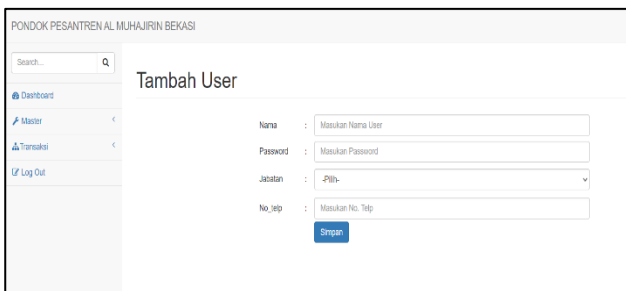 PONDOK PESANTREN AL MUHAJIRIN BEKASI
Search...
Dashboard
Master
Transaksi
Log Out
Tambah User
Nama : Masukan Nama User
Password : Masukan Password
Jabatan : -Pilih-
No_telp : Masukan No. Telp
Simpan